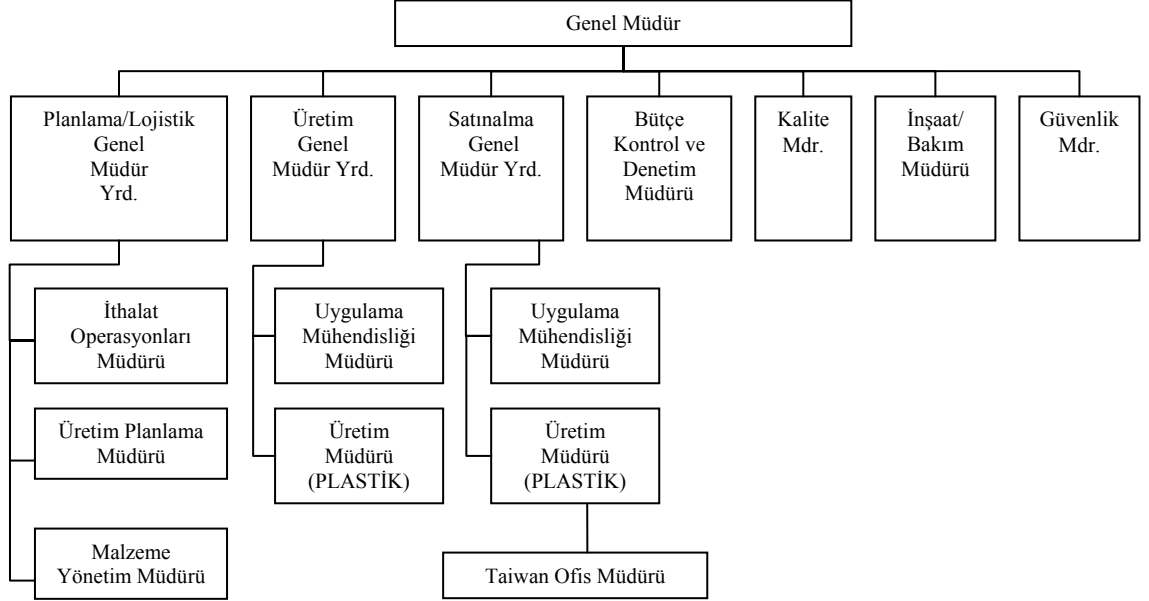 Genel Müdür
Planlama/Lojistik
Genel
Müdür
Yrd.
Üretim
Genel
Müdür Yrd.
Satınalma
Genel
Müdür Yrd.
Bütçe
Kontrol ve
Denetim
Müdürü
Kalite
Mdr.
İnşaat/
Bakım
Müdürü
Güvenlik
Mdr.
İthalat
Operasyonları
Müdürü
Uygulama
Mühendisliği
Müdürü
Uygulama
Mühendisliği
Müdürü
Üretim Planlama
Müdürü
Üretim
Müdürü
(PLASTİK)
Üretim
Müdürü
(PLASTİK)
Malzeme
Yönetim Müdürü
Taiwan Ofis Müdürü